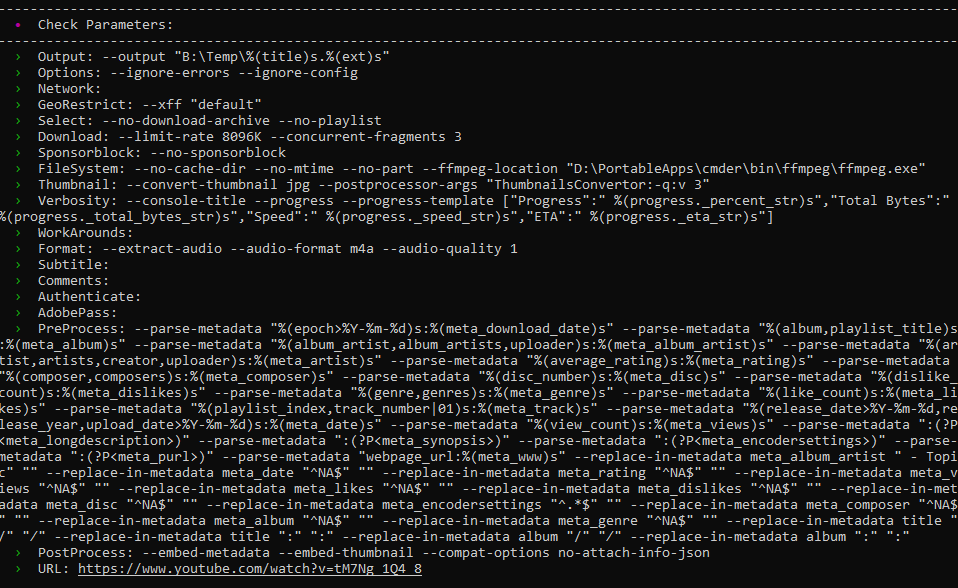 • Check Parameters:
› Output: --output "B:\Temp\%(title)s.%(ext)s"
› Options: --ignore-errors --ignore-config
› Network:
› GeoRestrict: --xff "default"
› Select: --no-download-archive --no-playlist
› Download: --limit-rate 8096K --concurrent-fragments 3
› Sponsorblock: --no-sponsorblock
› FileSystem: --no-cache-dir --no-mtime --no-part --ffmpeg-location "D:\PortableApps\cmder\bin\ffmpeg\ffmpeg.exe"
› Thumbnail: --convert-thumbnail jpg --postprocessor-args "ThumbnailsConvertor:-q:v 3"
› Verbosity: --console-title --progress --progress-template ["Progress":" %(progress._percent_str)s","Total Bytes":"
%(progress._total_bytes_str)s","Speed":" %(progress._speed_str)s","ETA":" %(progress._eta_str)s"]
› WorkArounds:
› Format: --extract-audio --audio-format m4a --audio-quality 1
› Subtitle:
› Comments:
› Authenticate:
› AdobePass:
› PreProcess: --parse-metadata "%(epoch>%Y-%m-%d)s:%(meta_download_date)s" --parse-metadata "%(album,playlist_title)s
:%(meta_album)s" --parse-metadata "%(album_artist,album_artists,uploader)s:%(meta_album_artist)s" --parse-metadata "%(ar
tist,artists,creator,uploader)s:%(meta_artist)s" --parse-metadata "%(average_rating)s:%(meta_rating)s" --parse-metadata
"%(composer,composers)s:%(meta_composer)s" --parse-metadata "%(disc_number)s:%(meta_disc)s" --parse-metadata "%(dislike_
count)s:%(meta_dislikes)s" --parse-metadata "%(genre,genres)s:%(meta_genre)s" --parse-metadata "%(like_count)s:%(meta_li
kes)s" --parse-metadata "%(playlist_index,track_number|01)s:%(meta_track)s" --parse-metadata "%(release_date>%Y-%m-%d,re
lease_year,upload_date>%Y-%m-%d)s:%(meta_date)s" --parse-metadata "%(view_count)s:%(meta_views)s" --parse-metadata ":(?P
<meta_longdescription>)" --parse-metadata ":(?P<meta_synopsis>)" --parse-metadata ":(?P<meta_encodersettings>)" --parse-
metadata ":(?P<meta_purl>)" --parse-metadata "webpage_url:%(meta_www)s" --replace-in-metadata meta_album_artist " - Topi
c" "" --replace-in-metadata meta_date "^NA$" "" --replace-in-metadata meta_rating "^NA$" "" --replace-in-metadata meta_v
iews "^NA$" "" --replace-in-metadata meta_likes "^NA$" "" --replace-in-metadata meta_dislikes "^NA$" "" --replace-in-met
adata meta_disc "^NA$" "" --replace-in-metadata meta_encodersettings "^.*$" "" --replace-in-metadata meta_composer "^NA$
" "" --replace-in-metadata meta_album "^NA$" "" --replace-in-metadata meta_genre "^NA$" "" --replace-in-metadata title "
/" "/" --replace-in-metadata title ":" ":" --replace-in-metadata album "/" "/" --replace-in-metadata album ":" ":"
› PostProcess: --embed-metadata --embed-thumbnail --compat-options no-attach-info-json
› URL: https://www.youtube.com/watch?v=tM7Ng_1Q4_8